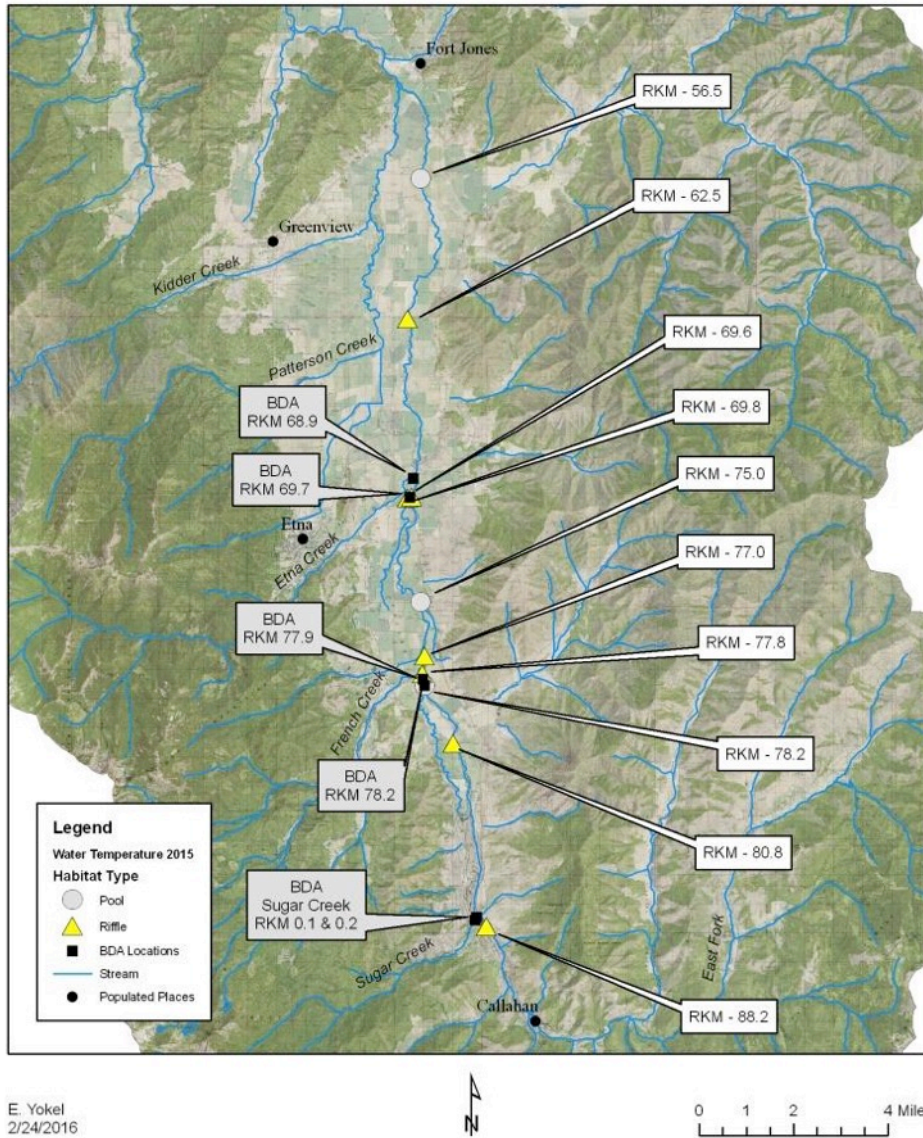 Fort Jones
RKM - 56.5
RKM - 62.5
Greenview
Kidder Creek
RKM - 69.6
Patterson Creek
RKM - 69.8
BDA
RKM 68.9
BDA
RKM 69.7
RKM - 75.0
Etna
Etna Creek
RKM - 77.0
BDA
RKM 77.9
RKM - 77.8
French Creek
RKM - 78.2
BDA
RKM 78.2
RKM - 80.8
Legend
Water Temperature 2015
Habitat Type
Pool
Riffle
BDA Locations
Stream
Populated Places
BDA
Sugar Creek
RKM 0.1 & 0.2
Sugar Creek
East Fork
Callahan
RKM - 88.2
E. Yokel
2/24/2016
N
0 1 2 4 Mile